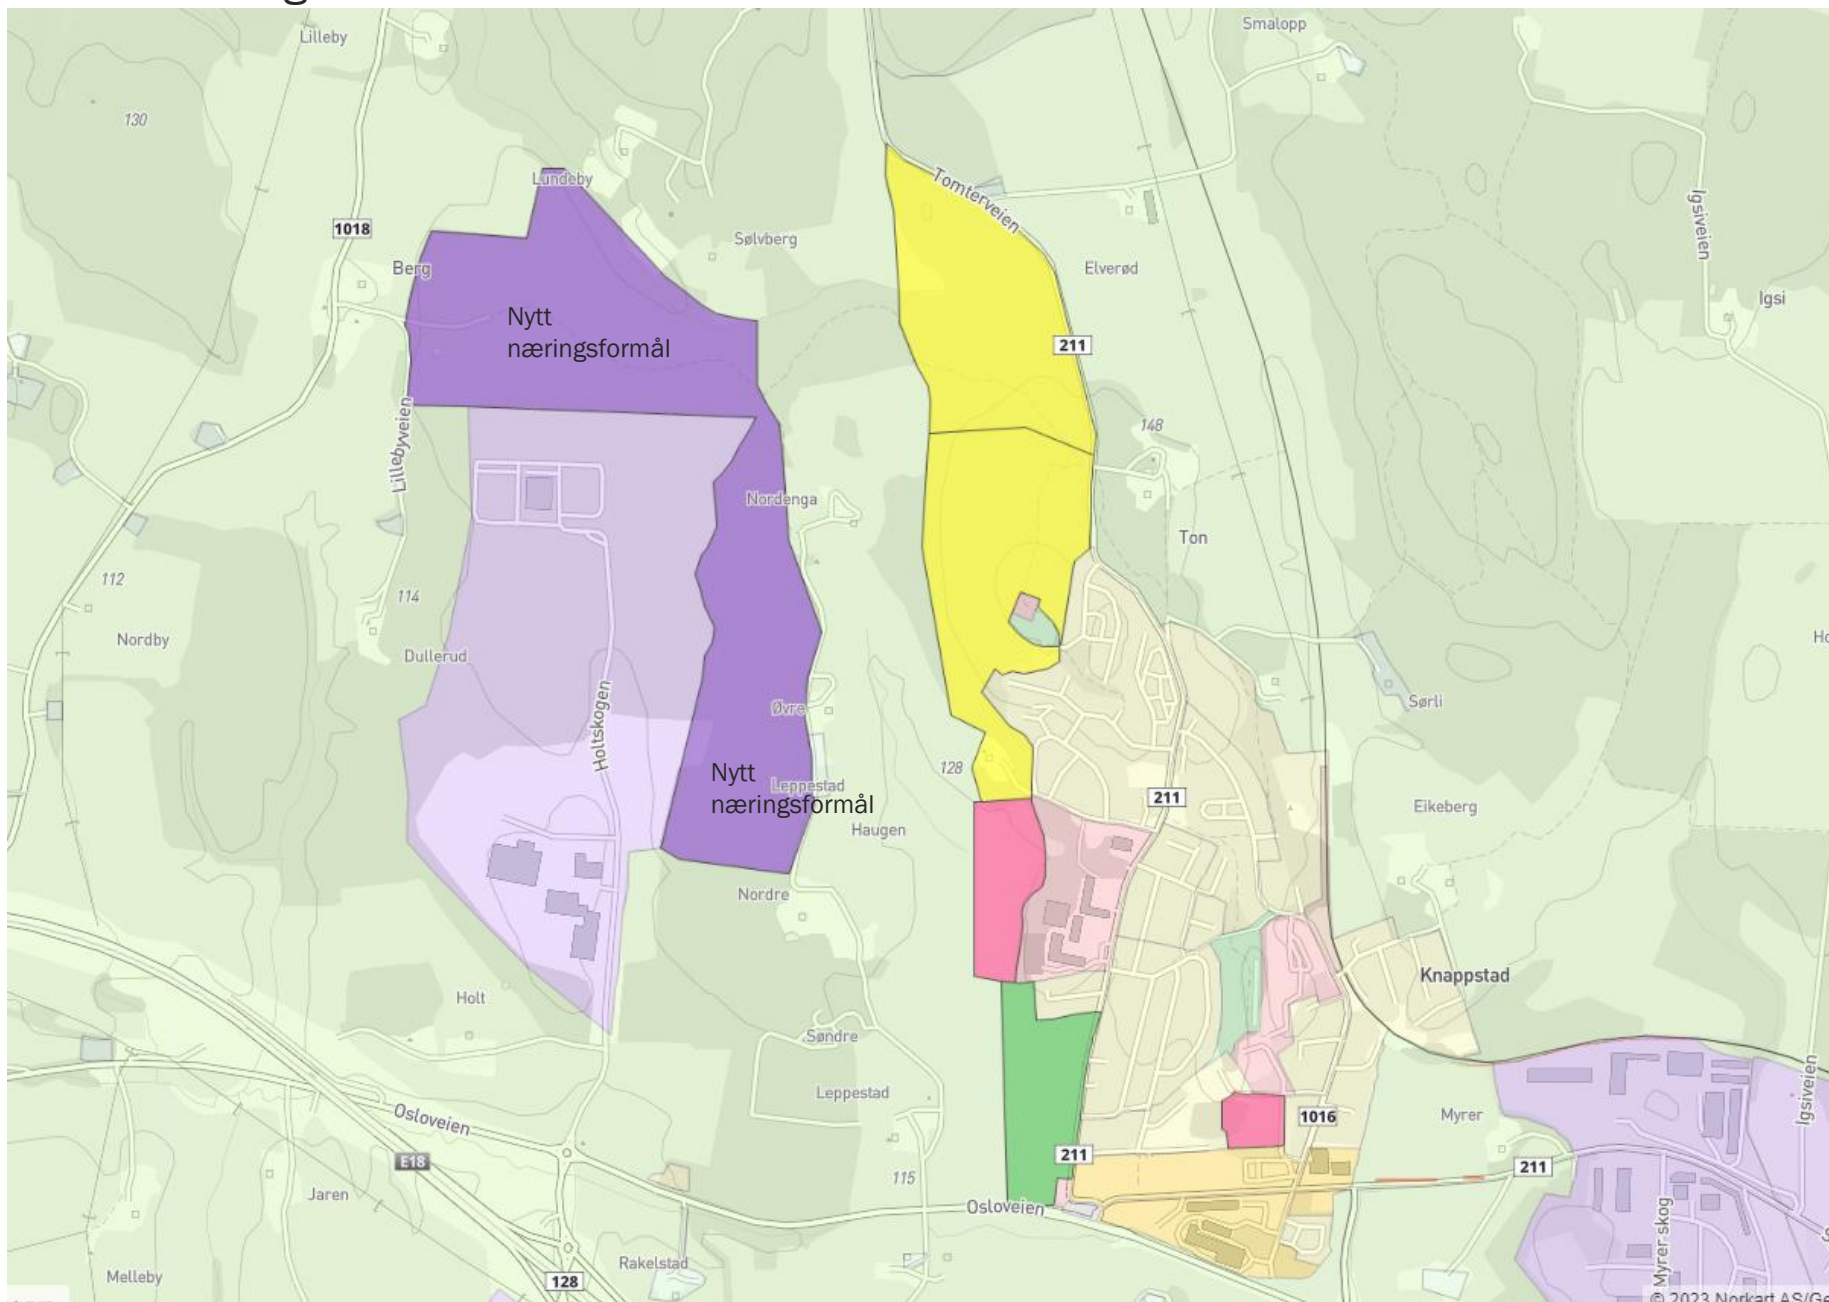 Lilleby
Smalopp
130
Lundeby
Tomterveien
Igsiveien
1018
Sølvberg
Berg
Elverød
Igsi
Nytt
næringsformål
211
Lillebyveien
148
Nordenga
Ton
112
114
Nordby
Dullerud
Holtskogen
Øvre
Sørli
128
Nytt
næringsformål
Leppestad
211
Eikeberg
Haugen
Nordre
Knappstad
Holt
Søndre
Leppestad
Osloveien
1016
Myrer
Igsiveien
E18
211
211
115
Jaren
Osloveien
Myrer skog
Rakelstad
Melleby
128
© 2023 Norkart AS/Ge